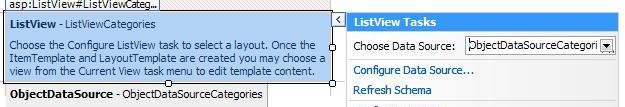 asp:ListView#ListViewCateg...
ListView - ListViewCategories
Choose the Configure ListView task to select a layout. Once the
ItemTemplate and LayoutTemplate are created you may choose a
view from the Current View task menu to edit template content.
ObjectDataSource - ObjectDataSourceCategories
ListView Tasks
Choose Data Source: ObjectDataSourceCategori
Configure Data Source...
Refresh Schema